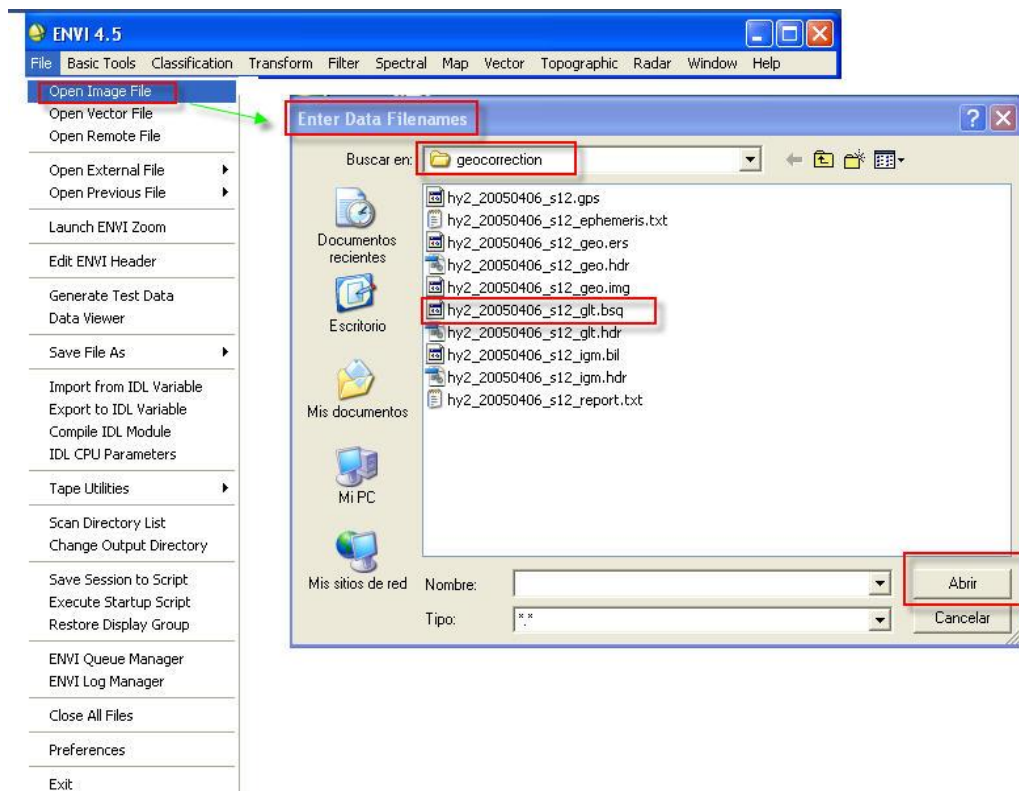 ENVI 4.5
File Basic Tools Classification Transform Filter Spectral Map Vector Topographic Radar Window Help
Open Image File
Open Vector File
Open Remote File
Open External File
Open Previous File
Launch ENVI Zoom
Edit ENVI Header
Generate Test Data
Data Viewer
Save File As
Import from IDL Variable
Export to IDL Variable
Compile IDL Module
IDL CPU Parameters
Tape Utilities
Scan Directory List
Change Output Directory
Save Session to Script
Execute Startup Script
Restore Display Group
ENVI Queue Manager
ENVI Log Manager
Close All Files
Preferences
Exit
Enter Data Filenames
Buscar en: geocorrection
Documentos
recientes
Escritorio
Mis documentos
Mi PC
Mis sitios de red
hy2_20050406_s12.gps
hy2_20050406_s12_ephemeris.txt
hy2_20050406_s12_geo.ers
hy2_20050406_s12_geo.hdr
hy2_20050406_s12_geo.img
hy2_20050406_s12_glt.bsq
hy2_20050406_s12_glt.hdr
hy2_20050406_s12_igm.bil
hy2_20050406_s12_igm.hdr
hy2_20050406_s12_report.txt
Nombre: Abrir
Tipo: *.* Cancelar